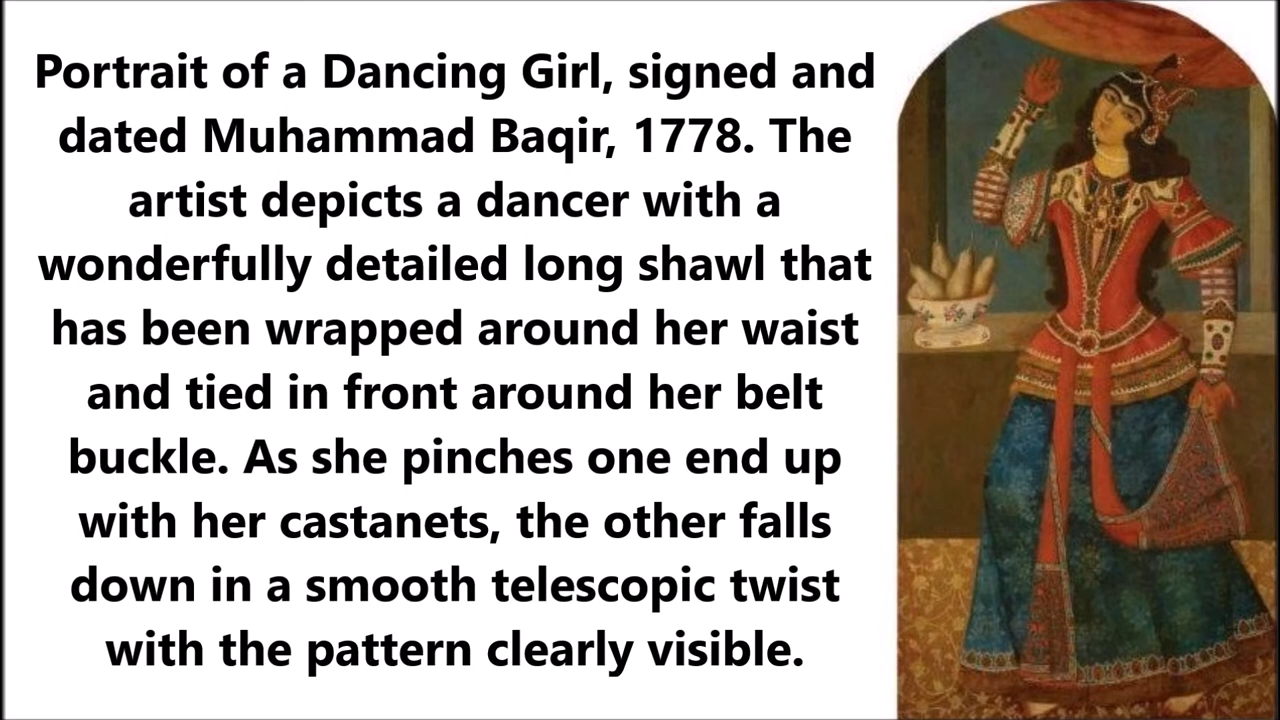 Portrait of a Dancing Girl, signed and
dated Muhammad Baqir, 1778. The
artist depicts a dancer with a
wonderfully detailed long shawl that
has been wrapped around her waist
and tied in front around her belt
buckle. As she pinches one end up
with her castanets, the other falls
down in a smooth telescopic twist
with the pattern clearly visible.